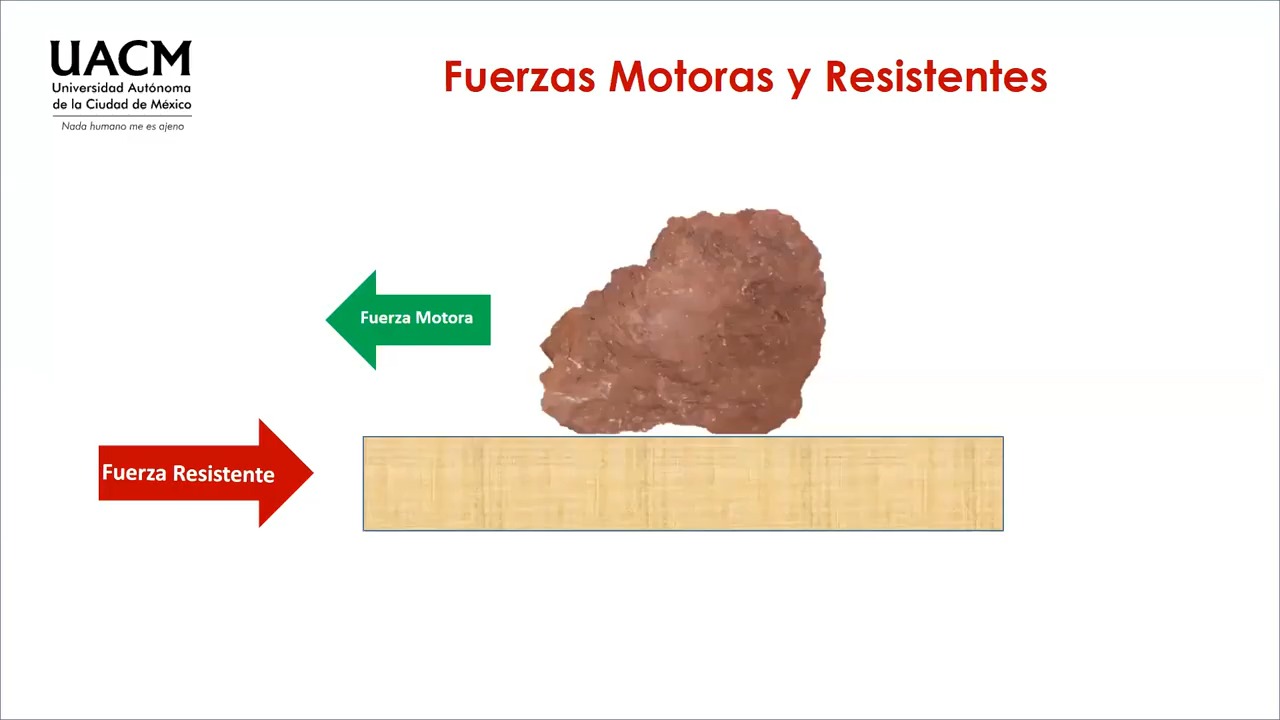 UACM
Universidad Autónoma
de la Ciudad de México
Nada humano me es ajeno
Fuerzas Motoras y Resistentes
Fuerza Motora
Fuerza Resistente